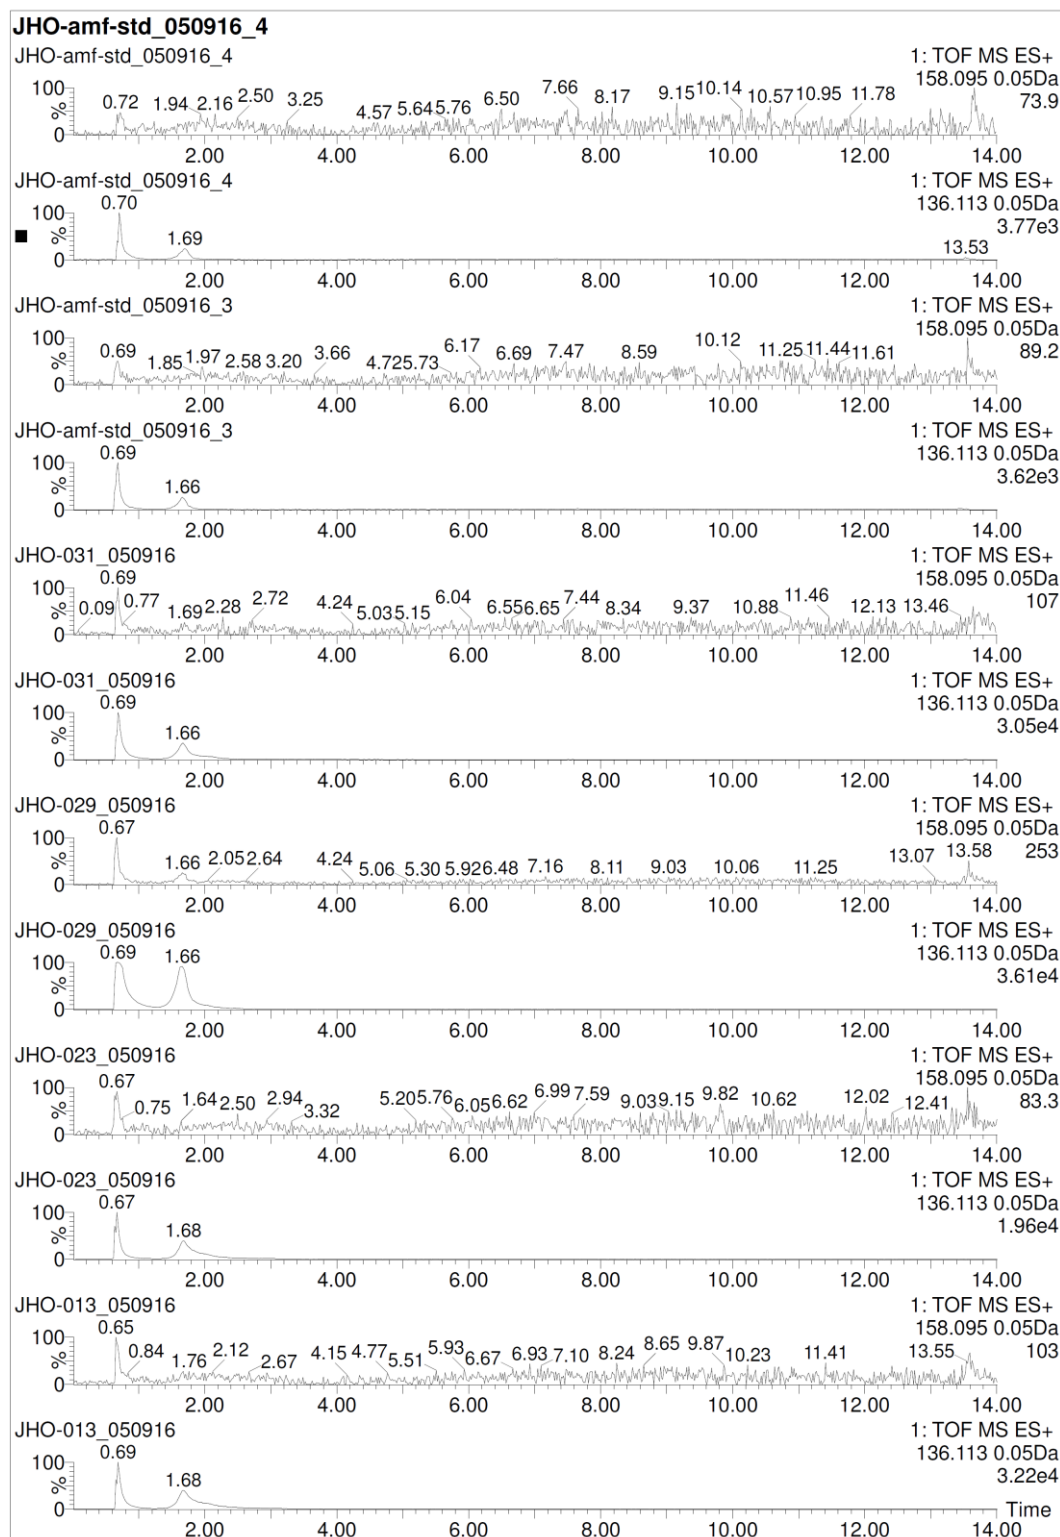 JHO-amf-std_050916_4
JHO-amf-std_050916_4
1: TOF MS ES+
158.095 0.05Da
73.9
100
%
0
0.72 1.94 2.16 2.50 3.25 4.57 5.64 5.76 6.50 7.66 8.17 9.15 10.14 10.57 10.95 11.78
2.00 4.00 6.00 8.00 10.00 12.00 14.00
JHO-amf-std_050916_4
1: TOF MS ES+
136.113 0.05Da
3.77e3
100
%
0
0.70 1.69 13.53
2.00 4.00 6.00 8.00 10.00 12.00 14.00
JHO-amf-std_050916_3
1: TOF MS ES+
158.095 0.05Da
89.2
100
%
0
0.69 1.85 1.97 2.58 3.20 3.66 4.72 5.73 6.17 6.69 7.47 8.59 10.12 11.25 11.44 11.61
2.00 4.00 6.00 8.00 10.00 12.00 14.00
JHO-amf-std_050916_3
1: TOF MS ES+
136.113 0.05Da
3.62e3
100
%
0
0.69 1.66
2.00 4.00 6.00 8.00 10.00 12.00 14.00
JHO-031_050916
1: TOF MS ES+
158.095 0.05Da
107
100
%
0
0.09 0.69 0.77 1.69 2.28 2.72 4.24 5.03 5.15 6.04 6.55 6.65 7.44 8.34 9.37 10.88 11.46 12.13 13.46
2.00 4.00 6.00 8.00 10.00 12.00 14.00
JHO-031_050916
1: TOF MS ES+
136.113 0.05Da
3.05e4
100
%
0
0.69 1.66
2.00 4.00 6.00 8.00 10.00 12.00 14.00
JHO-029_050916
1: TOF MS ES+
158.095 0.05Da
253
100
%
0
0.67 1.66 2.05 2.64 4.24 5.06 5.30 5.92 6.48 7.16 8.11 9.03 10.06 11.25 13.07 13.58
2.00 4.00 6.00 8.00 10.00 12.00 14.00
JHO-029_050916
1: TOF MS ES+
136.113 0.05Da
3.61e4
100
%
0
0.69 1.66
2.00 4.00 6.00 8.00 10.00 12.00 14.00
JHO-023_050916
1: TOF MS ES+
158.095 0.05Da
83.3
100
%
0
0.67 0.75 1.64 2.50 2.94 3.32 5.20 5.76 6.05 6.62 6.99 7.59 9.03 9.15 9.82 10.62 12.02 12.41
2.00 4.00 6.00 8.00 10.00 12.00 14.00
JHO-023_050916
1: TOF MS ES+
136.113 0.05Da
1.96e4
100
%
0
0.67 1.68
2.00 4.00 6.00 8.00 10.00 12.00 14.00
JHO-013_050916
1: TOF MS ES+
158.095 0.05Da
103
100
%
0
0.65 0.84 1.76 2.12 2.67 4.15 4.77 5.51 5.93 6.67 6.93 7.10 8.24 8.65 9.87 10.23 11.41 13.55
2.00 4.00 6.00 8.00 10.00 12.00 14.00
JHO-013_050916
1: TOF MS ES+
136.113 0.05Da
3.22e4
100
%
0
0.69 1.68
Time
2.00 4.00 6.00 8.00 10.00 12.00 14.00